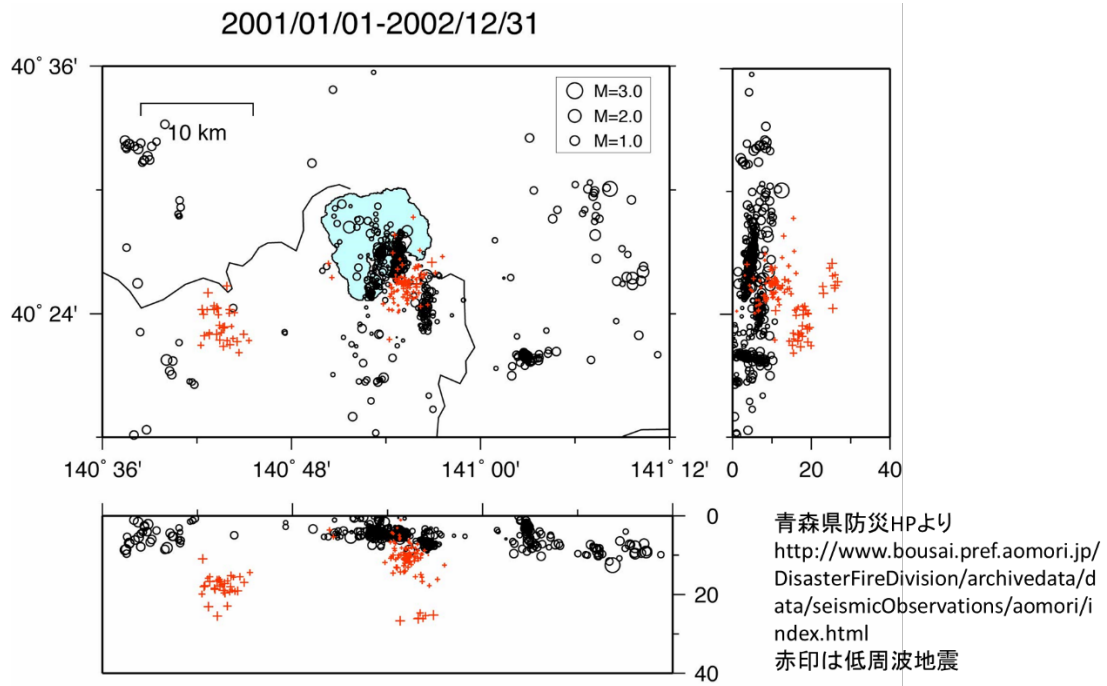 2001/01/01-2002/12/31
40° 36'
10 km
M=3.0
M=2.0
M=1.0
40° 24'
140° 36'
140° 48'
141° 00'
141° 12'
0
20
40
0
20
40
青森県防災HPより
http://www.bousai.pref.aomori.jp/
DisasterFireDivision/archivedata/d
ata/seismicObservations/aomori/i
ndex.html
赤印は低周波地震